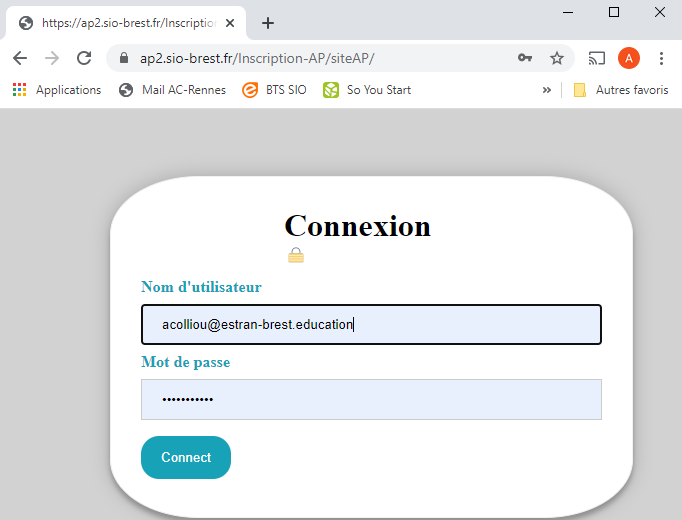 https://ap2.sio-brest.fr/Inscription
ap2.sio-brest.fr/Inscription-AP/siteAP/
A
Applications Mail AC-Rennes BTS SIO So You Start » Autres favoris
Connexion
Nom d'utilisateur
acolliou@estran-brest.education
Mot de passe
•••••••••••
Connect